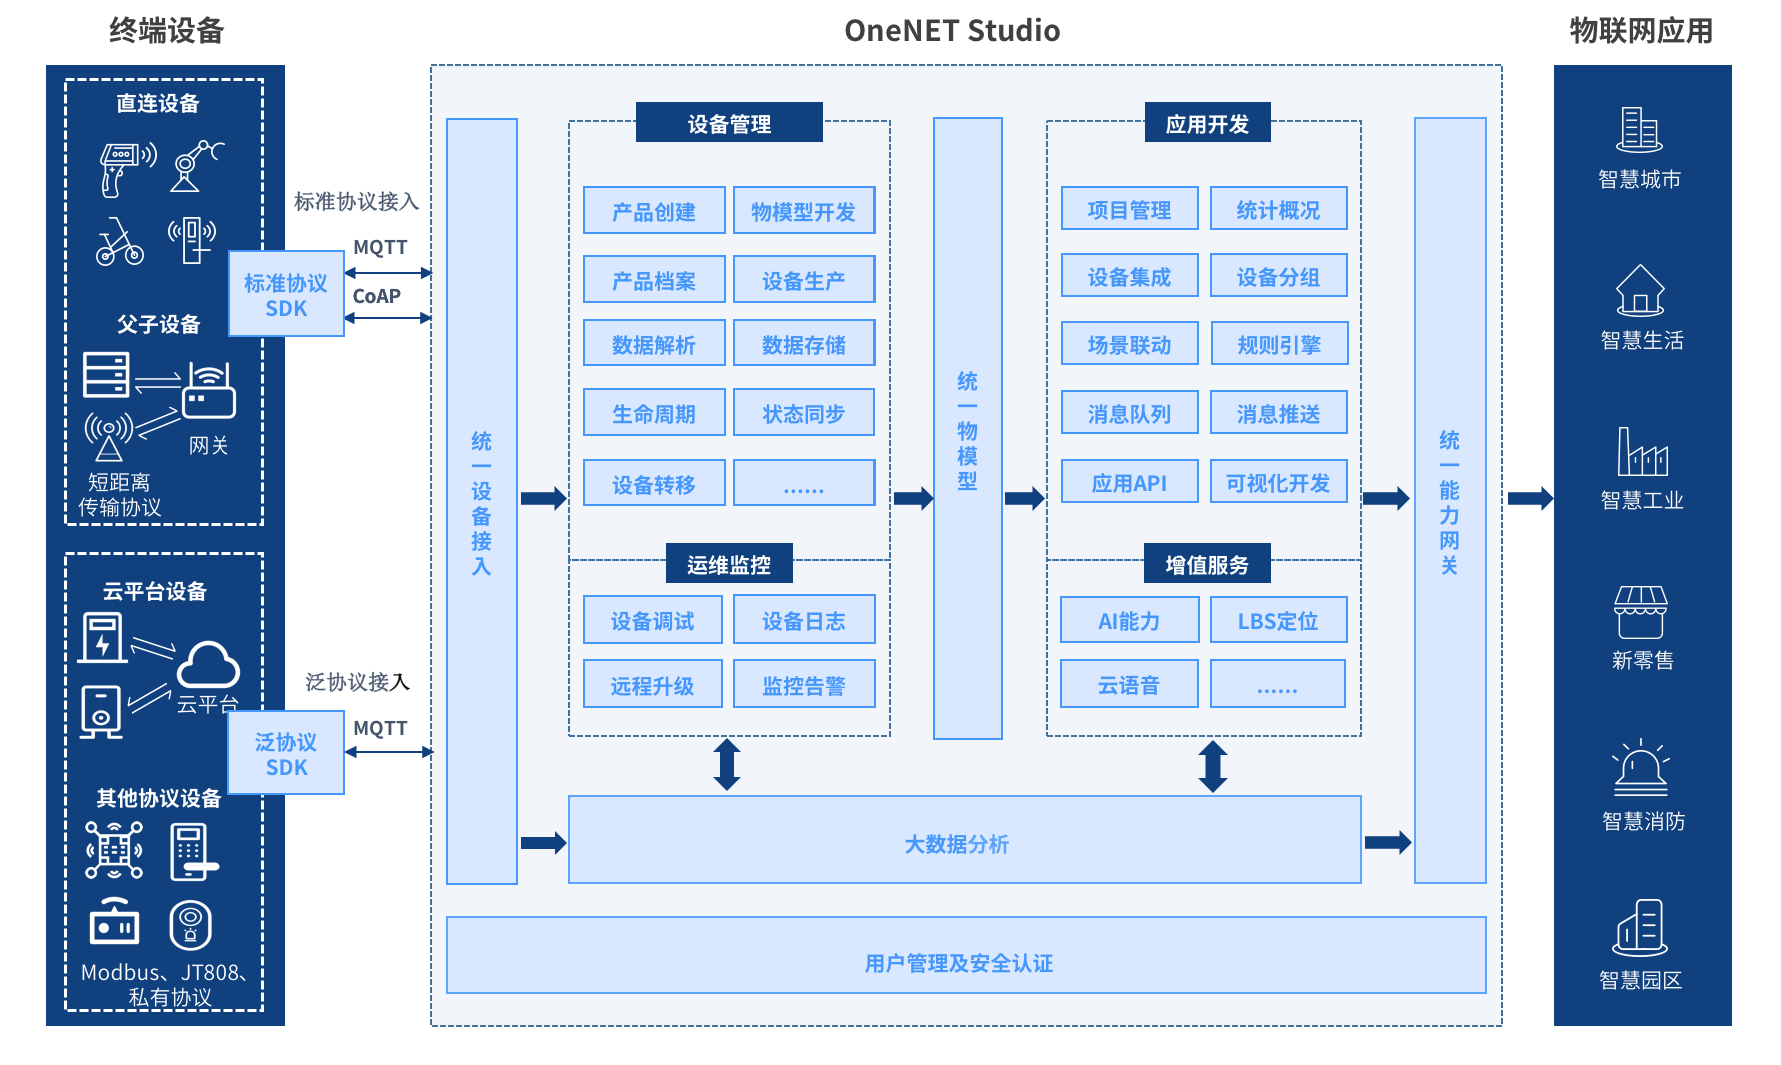 终端设备
OneNET Studio
物联网应用
直连设备
父子设备
网关
短距离
传输协议
云平台设备
云平台
其他协议设备
Modbus、JT808、
私有协议
标准协议
SDK
泛协议
SDK
标准协议接入
MQTT
CoAP
泛协议接入
MQTT
统一设备接入
设备管理
产品创建
物模型开发
产品档案
设备生产
数据解析
数据存储
生命周期
状态同步
设备转移
......
运维监控
设备调试
设备日志
远程升级
监控告警
统一物模型
应用开发
项目管理
统计概况
设备集成
设备分组
场景联动
规则引擎
消息队列
消息推送
应用API
可视化开发
增值服务
AI能力
LBS定位
云语音
......
统一能力网关
大数据分析
用户管理及安全认证
智慧城市
智慧生活
智慧工业
新零售
智慧消防
智慧园区